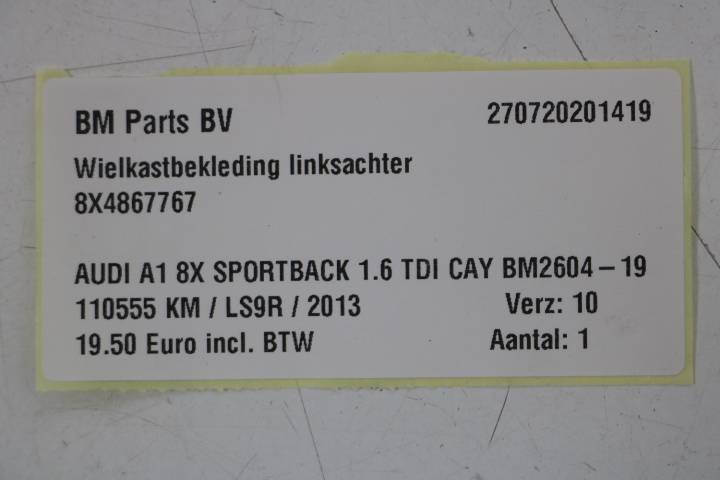 BM Parts BV 270720201419
Wielkastbekleding linksachter
8X4867767
AUDI A1 8X SPORTBACK 1.6 TDI CAY BM2604 – 19
110555 KM / LS9R / 2013 Verz: 10
19.50 Euro incl. BTW Aantal: 1